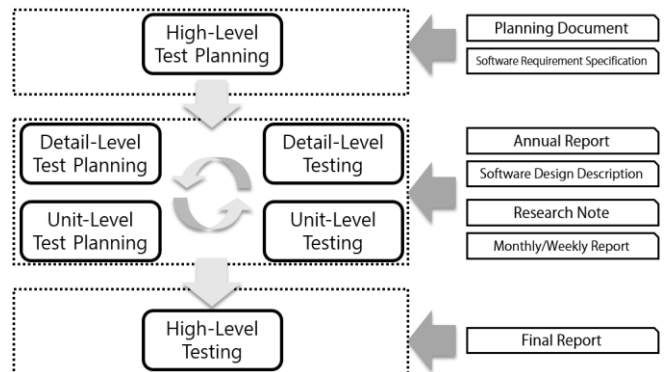 High-Level
Test Planning
Planning Document
Software Requirement Specification
Detail-Level
Test Planning
Detail-Level
Testing
Unit-Level
Test Planning
Unit-Level
Testing
Annual Report
Software Design Description
Research Note
Monthly/Weekly Report
High-Level
Testing
Final Report